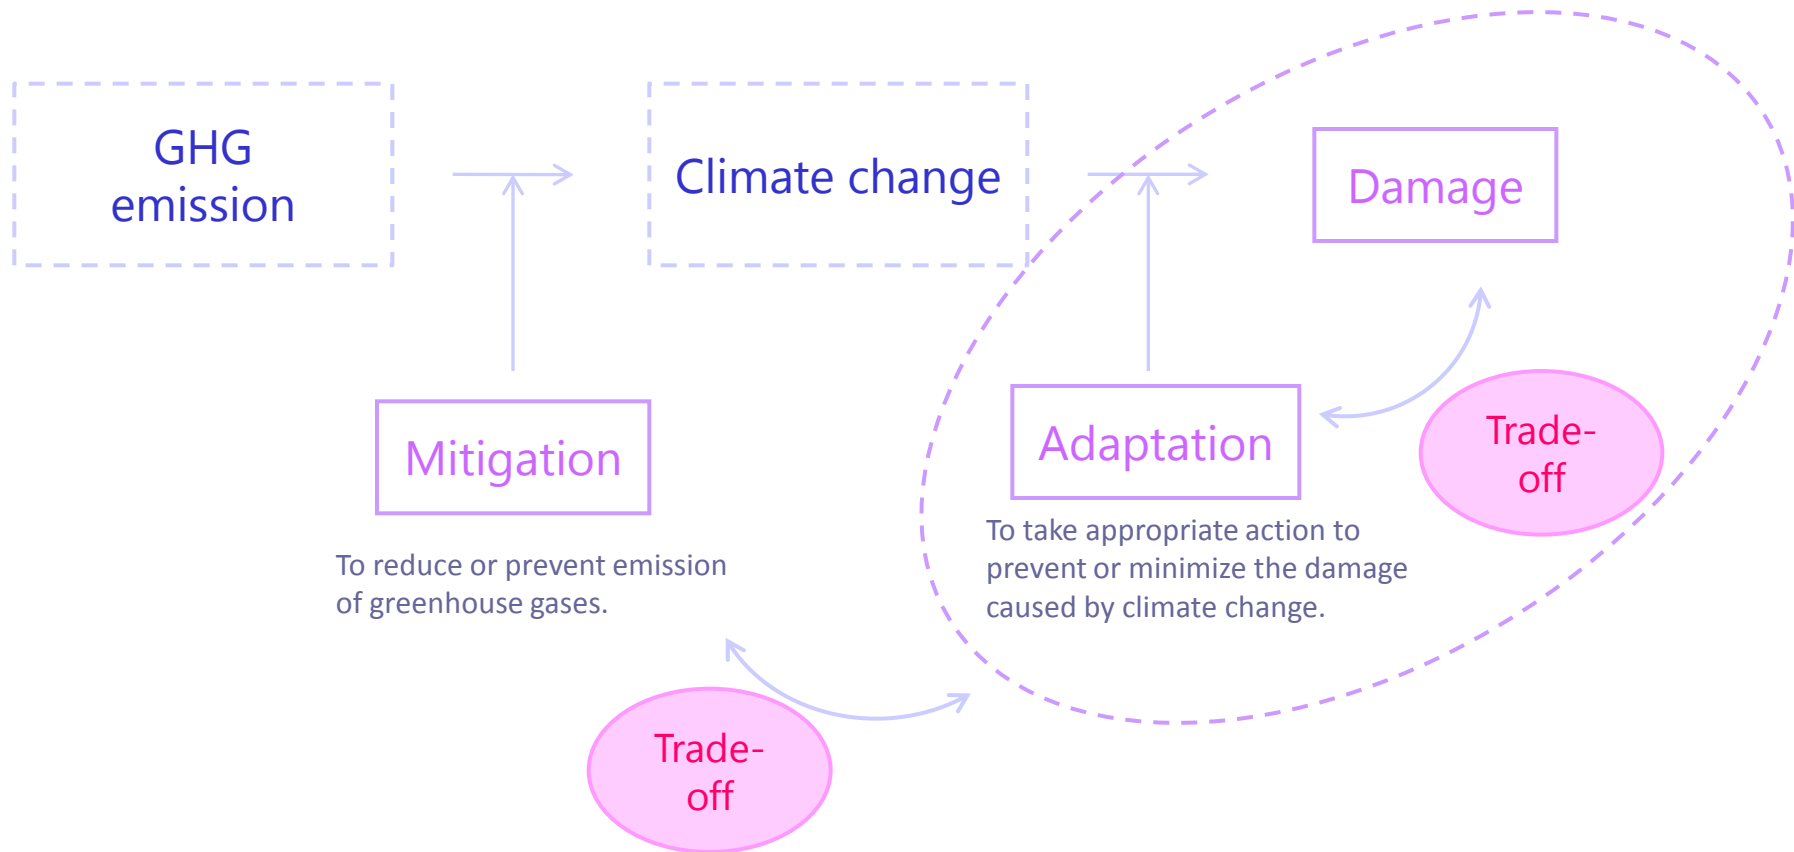 GHG
emission
Climate change
Damage
Mitigation
To reduce or prevent emission
of greenhouse gases.
Adaptation
To take appropriate action to
prevent or minimize the damage
caused by climate change.
Trade-
off
Trade-
off